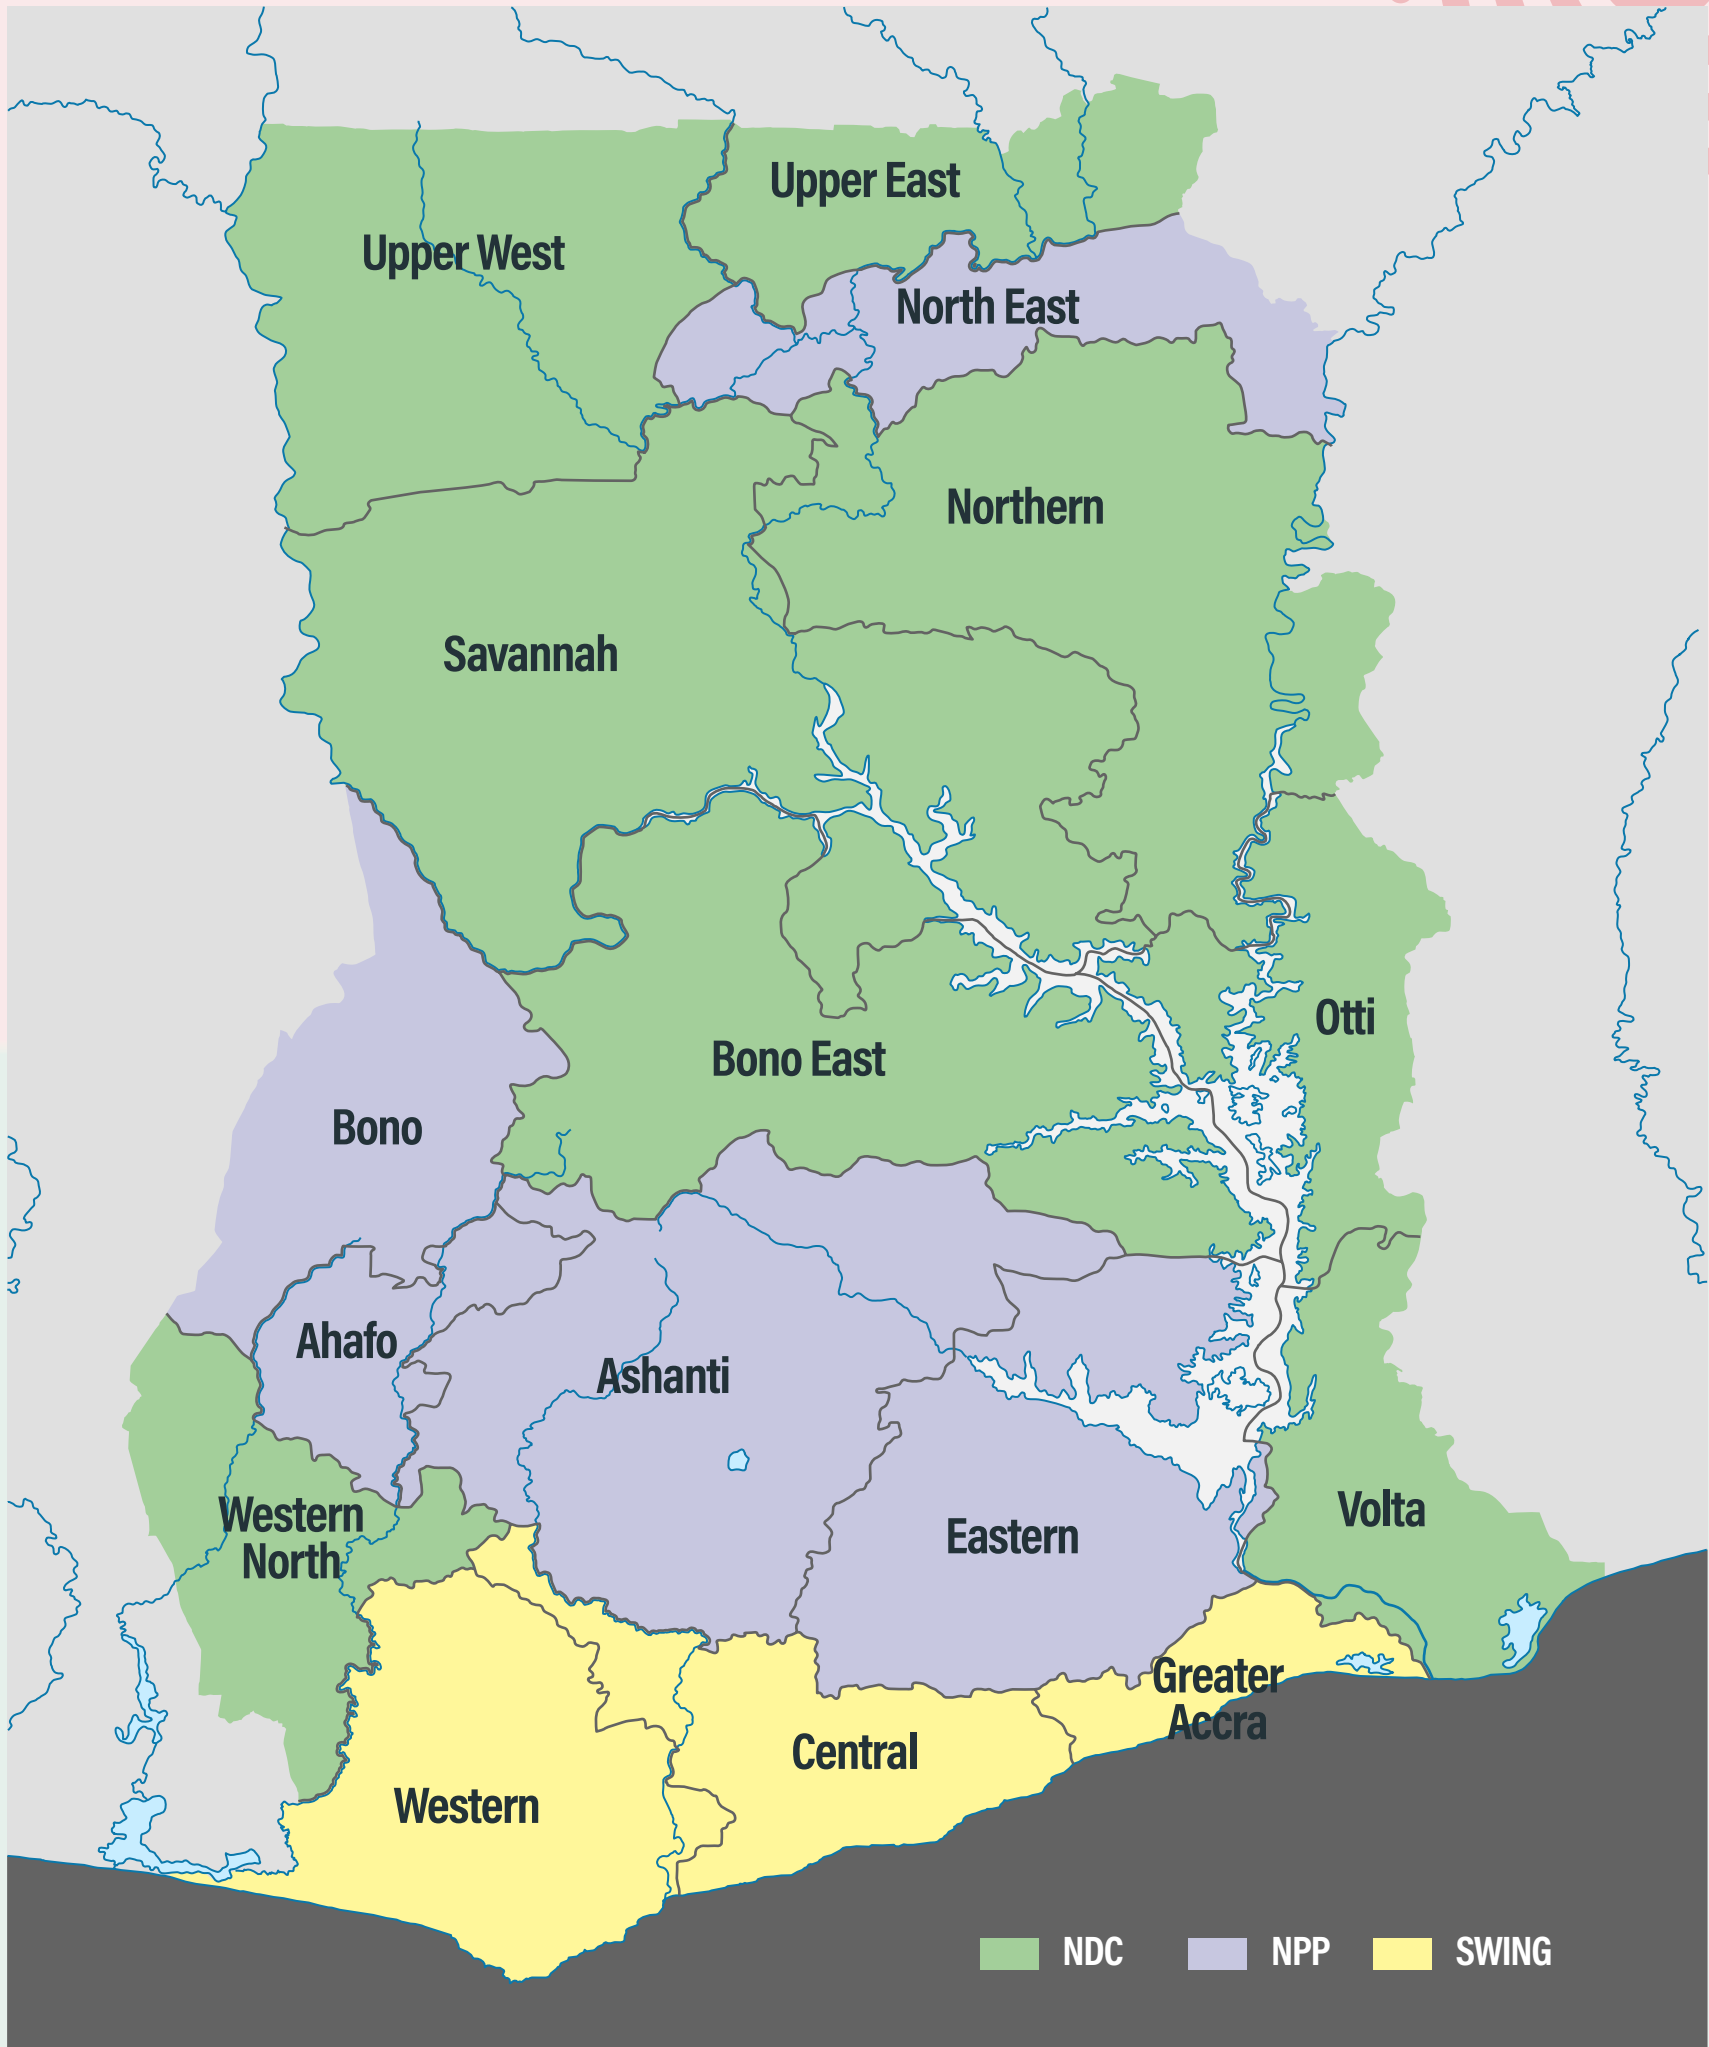 Upper East
Upper West
North East
Northern
Savannah
Otti
Bono East
Bono
Ahafo
Ashanti
Western
North
Eastern
Volta
Greater
Accra
Central
Western
NDC
NPP
SWING